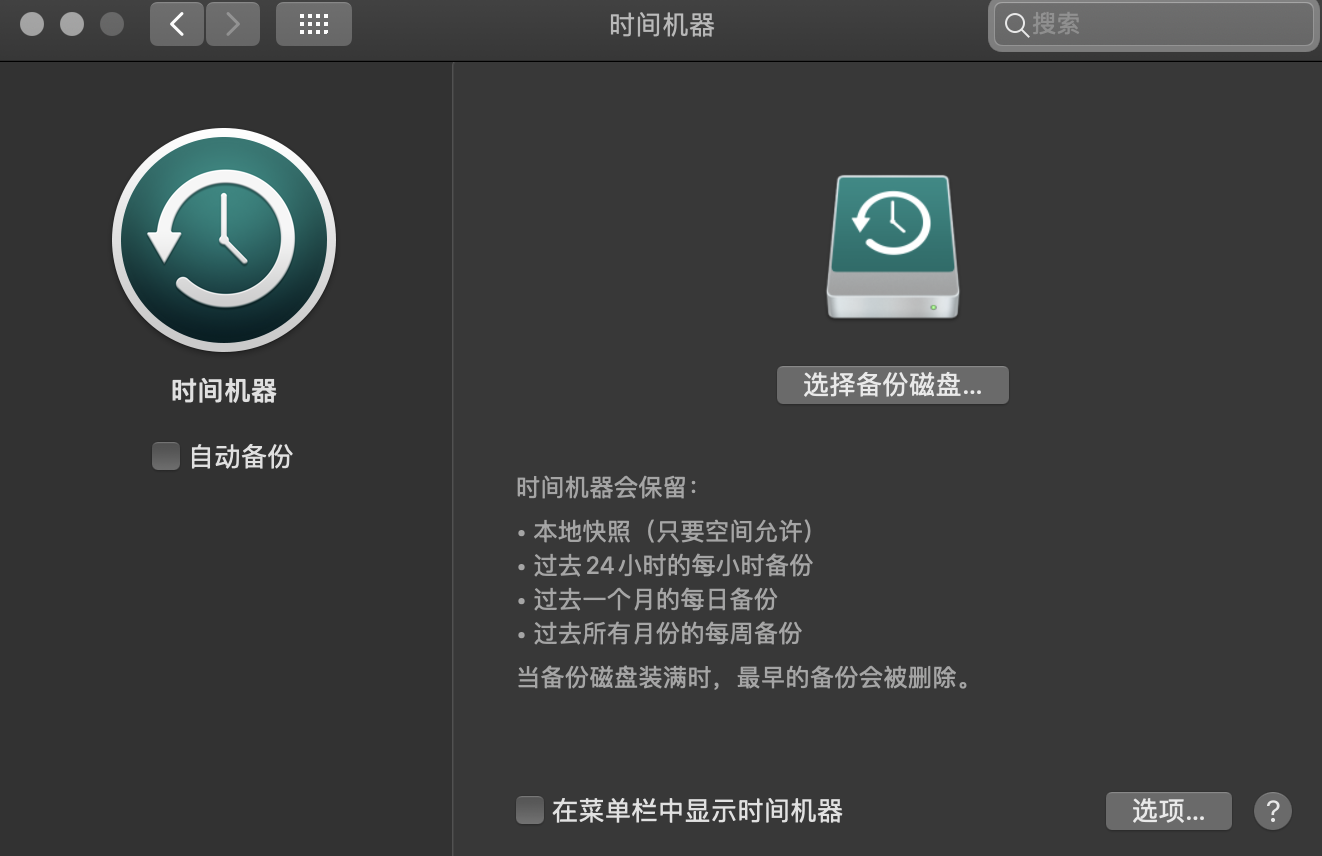 时间机器
搜索
时间机器
自动备份
选择备份磁盘...
时间机器会保留：
• 本地快照（只要空间允许）
• 过去24小时的每小时备份
• 过去一个月的每日备份
• 过去所有月份的每周备份
当备份磁盘装满时，最早的备份会被删除。
在菜单栏中显示时间机器
选项...
?